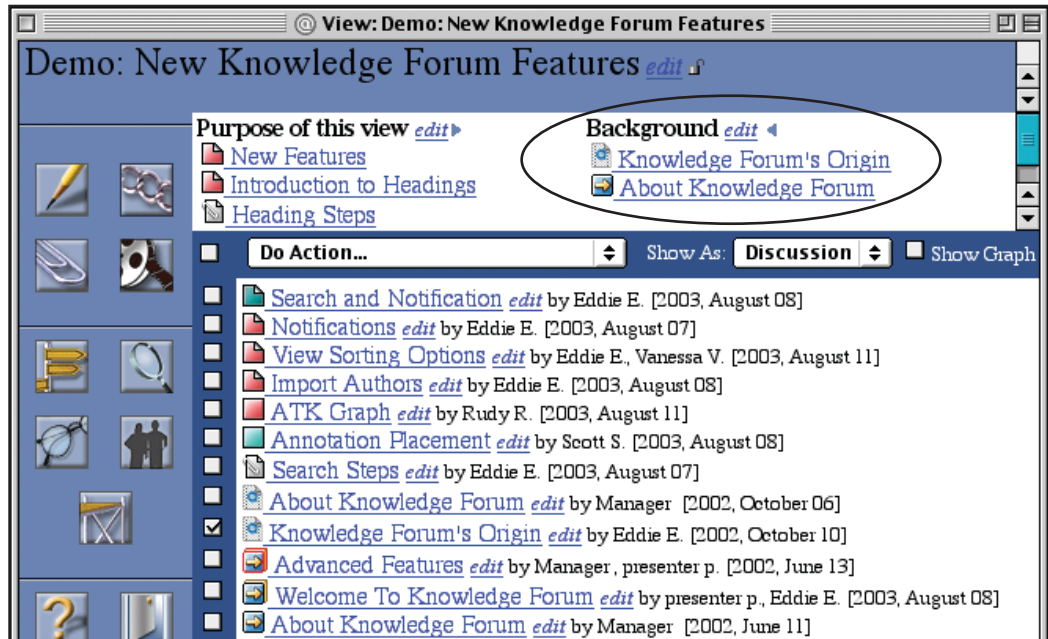 View: Demo: New Knowledge Forum Features
Demo: New Knowledge Forum Features edit
Purpose of this view edit
New Features
Introduction to Headings
Heading Steps
Background edit
Knowledge Forum's Origin
About Knowledge Forum
Do Action... Show As: Discussion Show Graph
Search and Notification edit by Eddie E. [2003, August 08]
Notifications edit by Eddie E. [2003, August 07]
View Sorting Options edit by Eddie E., Vanessa V. [2003, August 11]
Import Authors edit by Eddie E. [2003, August 08]
ATK Graph edit by Rudy R. [2003, August 11]
Annotation Placement edit by Scott S. [2003, August 08]
Search Steps edit by Eddie E. [2003, August 07]
About Knowledge Forum edit by Manager [2002, October 06]
Knowledge Forum's Origin edit by Eddie E. [2002, October 10]
Advanced Features edit by Manager, presenter p. [2002, June 13]
Welcome To Knowledge Forum edit by presenter p., Eddie E. [2003, August 08]
About Knowledge Forum edit by Manager [2002, June 11]